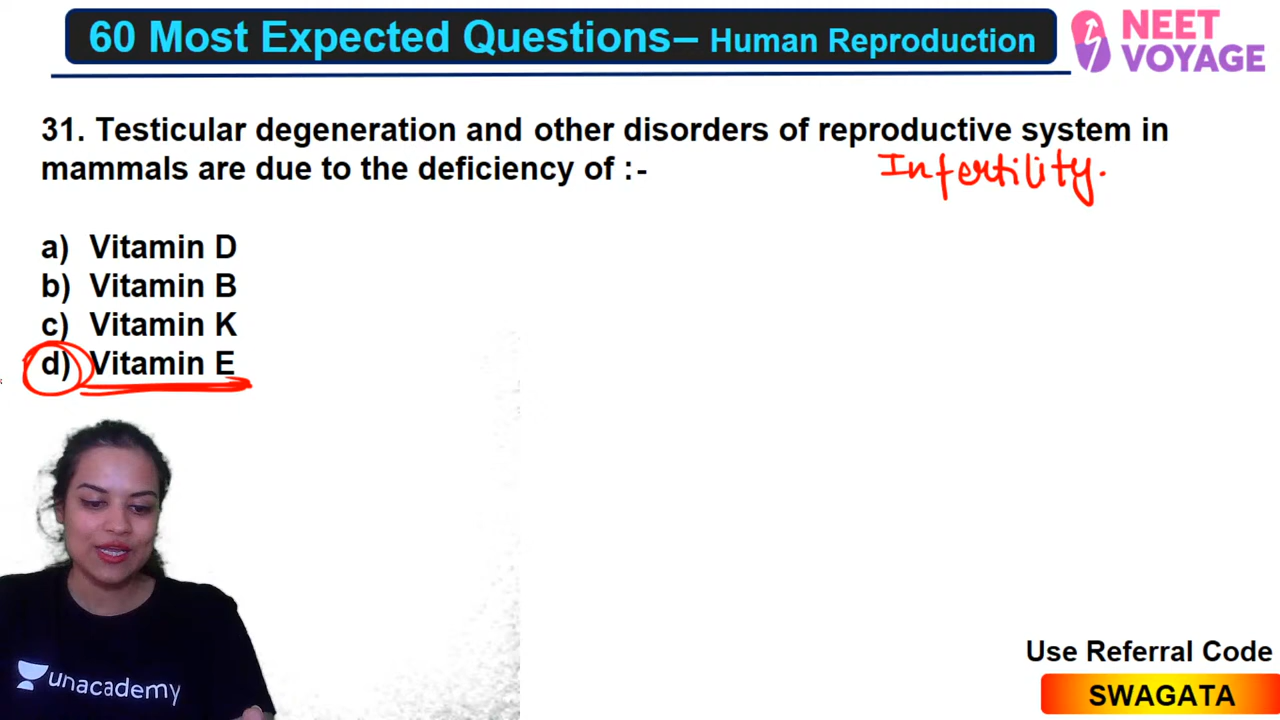 60 Most Expected Questions– Human Reproduction
NEET
VOYAGE
31. Testicular degeneration and other disorders of reproductive system in
mammals are due to the deficiency of :-
Infertility.
a) Vitamin D
b) Vitamin B
c) Vitamin K
d) Vitamin E
unacademy
Use Referral Code
SWAGATA